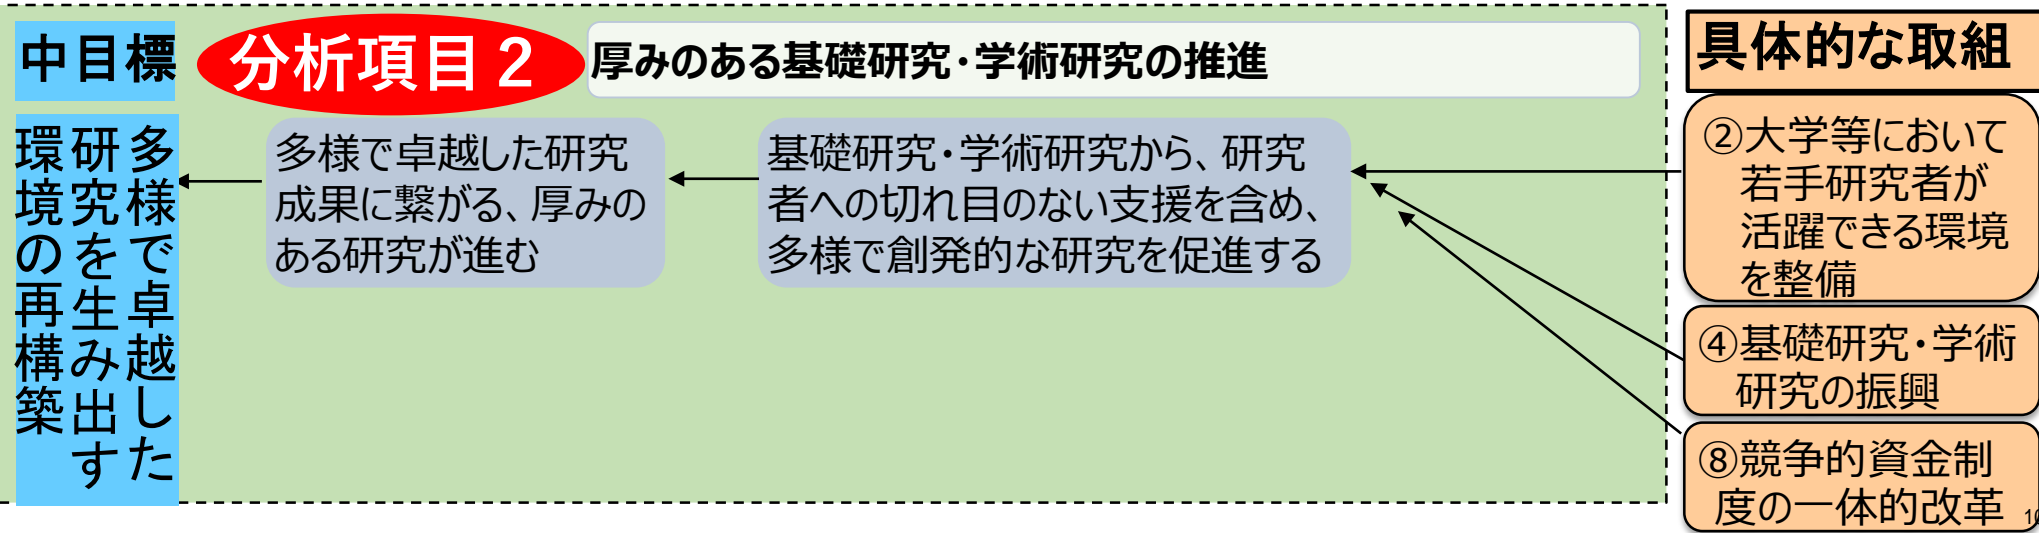 中目標
分析項目２
厚みのある基礎研究・学術研究の推進
具体的な取組
多様で卓越した
研究を生み出す
環境の再構築
多様で卓越した研究
成果に繋がる、厚みの
ある研究が進む
基礎研究・学術研究から、研究
者への切れ目のない支援を含め、
多様で創発的な研究を促進する
②大学等において
若手研究者が
活躍できる環境
を整備
④基礎研究・学術
研究の振興
⑧競争的資金制
度の一体的改革